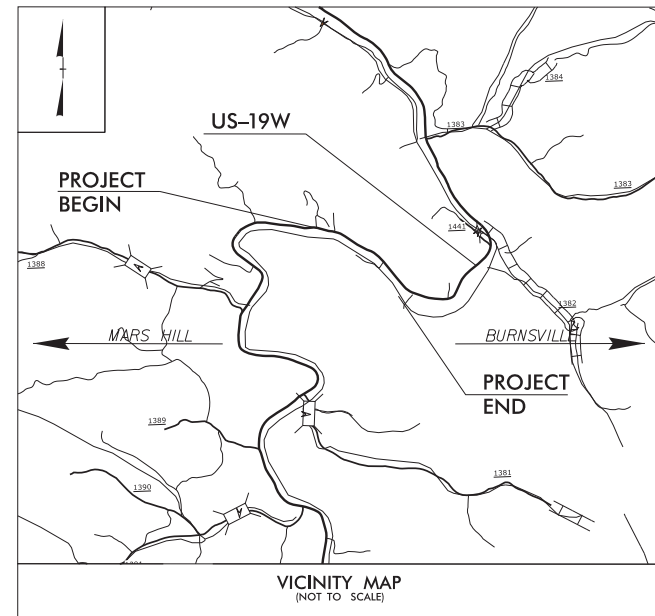 1384
US-19W
1383
PROJECT
BEGIN
1383
1441
1388
1382
MARS HILL
BURNSVILLE
PROJECT
END
1389
1381
1390
VICINITY MAP
(NOT TO SCALE)